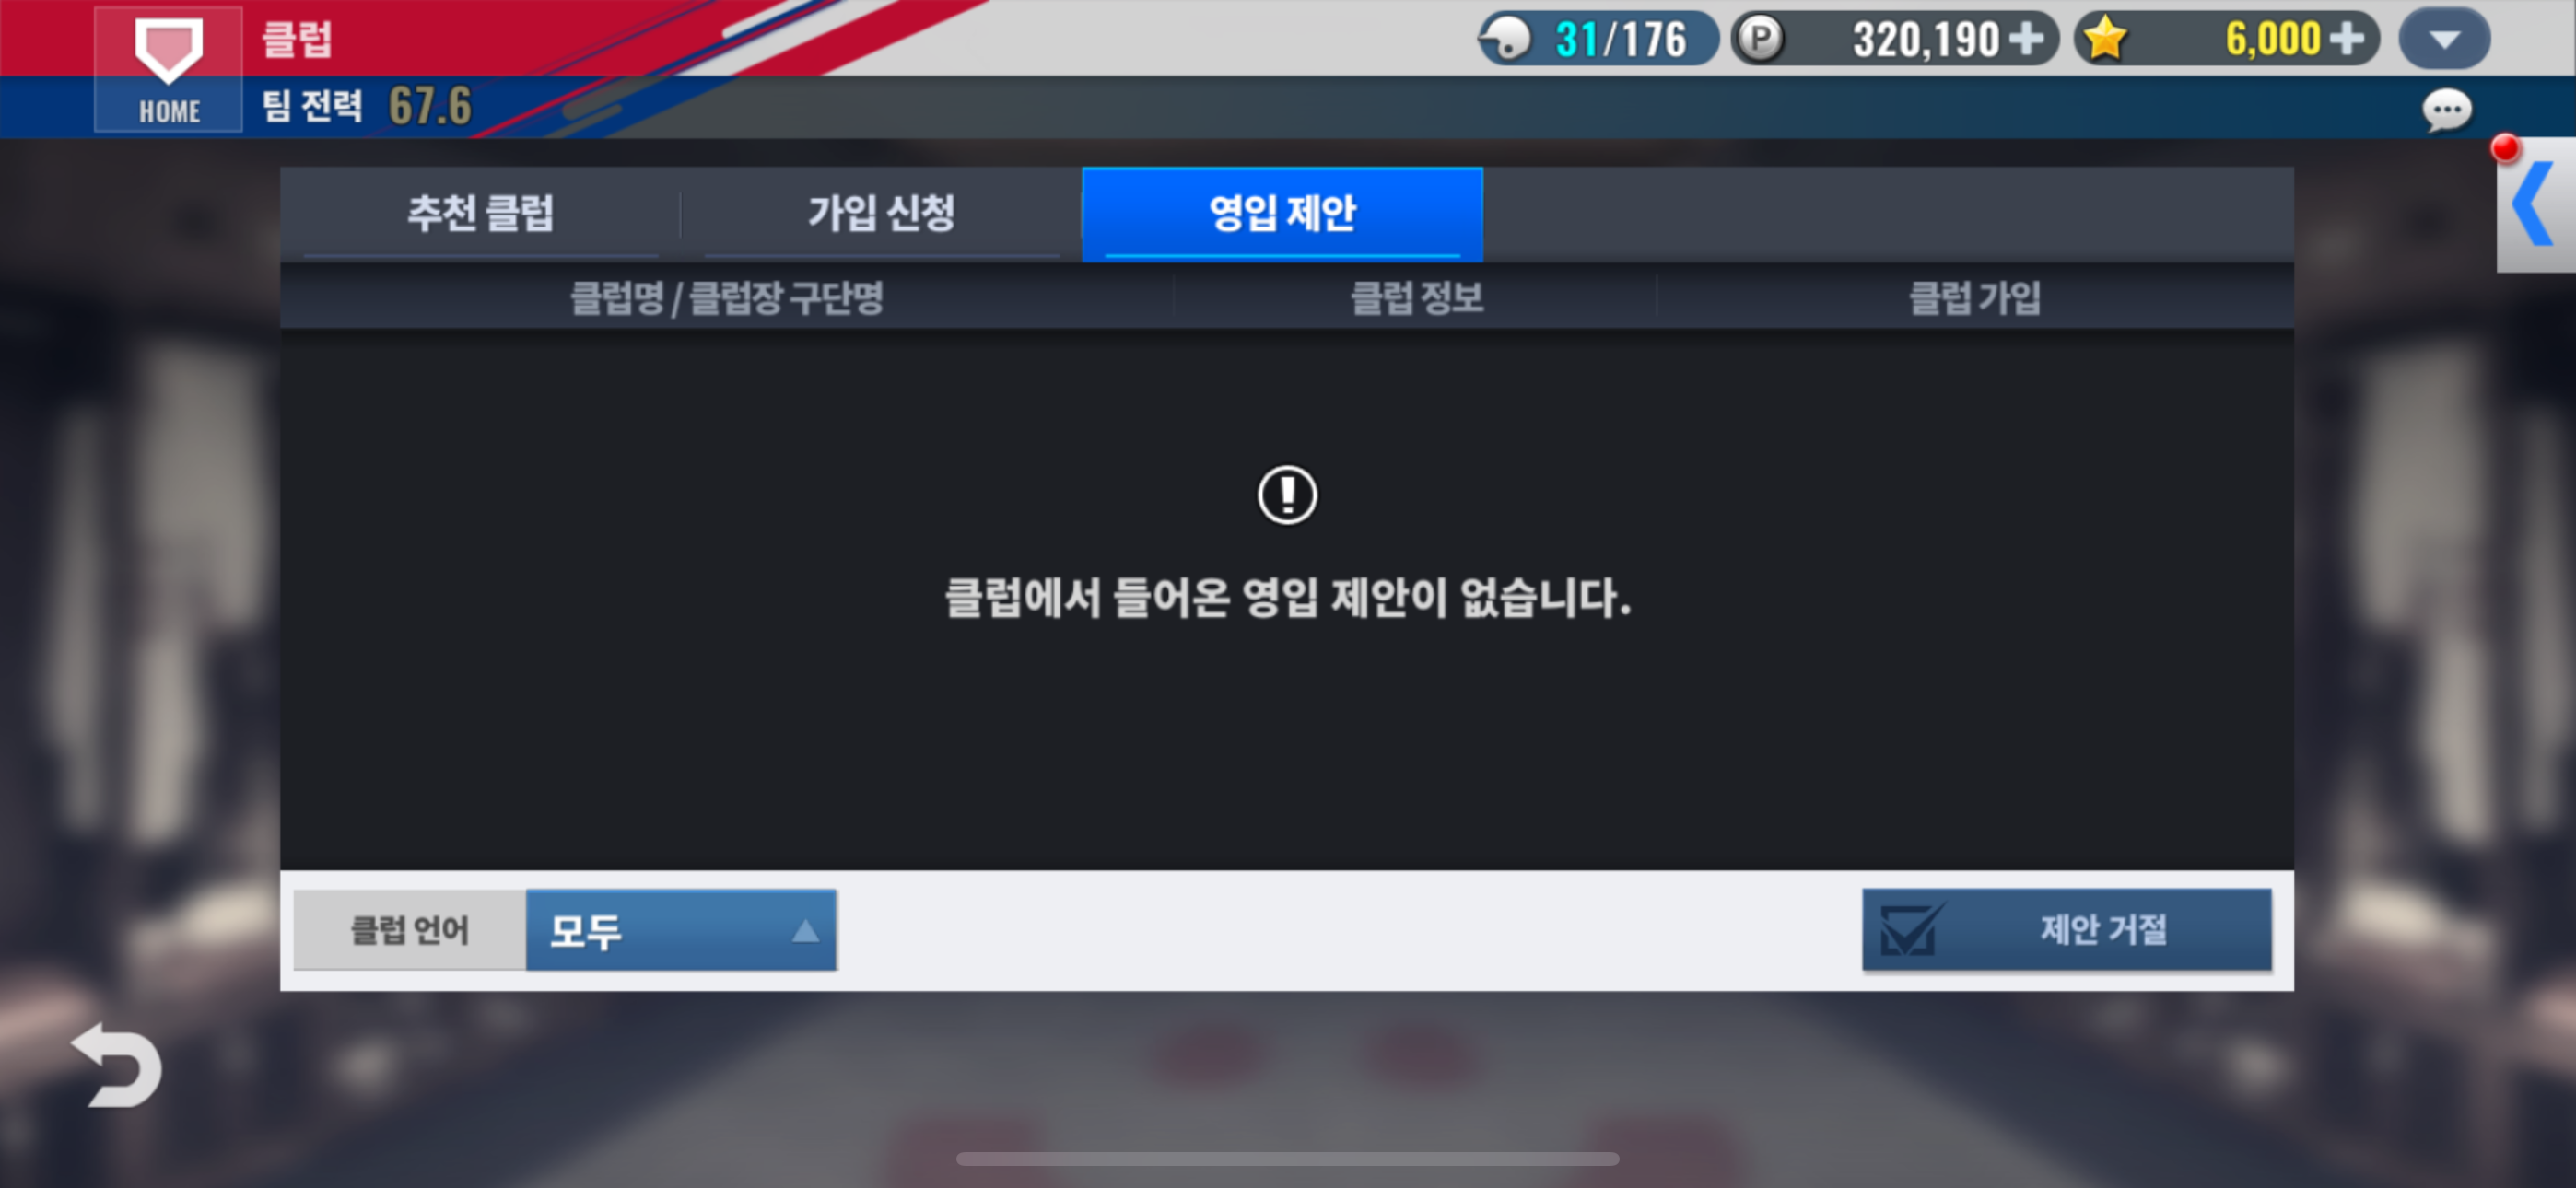 클럽
31/176
P
320,190
6,000
HOME
팀 전력 67.6
추천 클럽
가입 신청
영입 제안
클럽명 / 클럽장 구단명
클럽 정보
클럽 가입
클럽에서 들어온 영입 제안이 없습니다.
클럽 언어
모두
제안 거절